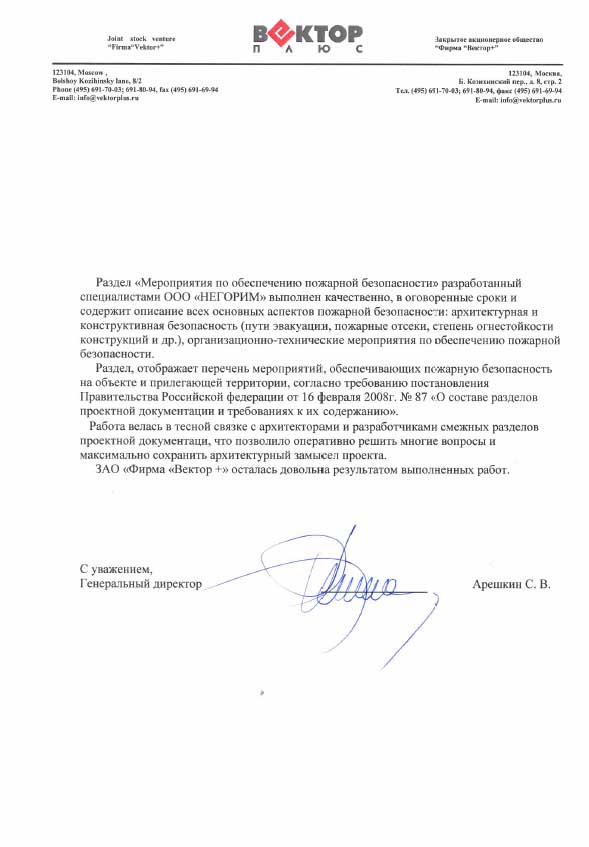 Joint stock venture
“Firma“Vektor+”
ВЕКТОР
ПЛЮС
Закрытое акционерное общество
“Фирма “Вектор+”
123104, Moscow ,
Bolshoy Kozihinsky lane, 8/2
Phone (495) 691-70-03; 691-80-94, fax (495) 691-69-94
E-mail: info@vektorplus.ru
123104, Москва,
Б. Козихинский пер., д. 8, стр. 2
Тел. (495) 691-70-03; 691-80-94, факс (495) 691-69-94
E-mail: info@vektorplus.ru
Раздел «Мероприятия по обеспечению пожарной безопасности» разработанный
специалистами ООО «НЕГОРИМ» выполнен качественно, в оговоренные сроки и
содержит описание всех основных аспектов пожарной безопасности: архитектурная и
конструктивная безопасность (пути эвакуации, пожарные отсеки, степень огнестойкости
конструкций и др.), организационно-технические мероприятия по обеспечению пожарной
безопасности.
Раздел, отображает перечень мероприятий, обеспечивающих пожарную безопасность
на объекте и прилегающей территории, согласно требованию постановления
Правительства Российской федерации от 16 февраля 2008г. № 87 «О составе разделов
проектной документации и требованиях к их содержанию».
Работа велась в тесной связке с архитекторами и разработчиками смежных разделов
проектной документаци, что позволило оперативно решить многие вопросы и
максимально сохранить архитектурный замысел проекта.
ЗАО «Фирма «Вектор +» осталась довольна результатом выполненных работ.
С уважением,
Генеральный директор
Арешкин С. В.